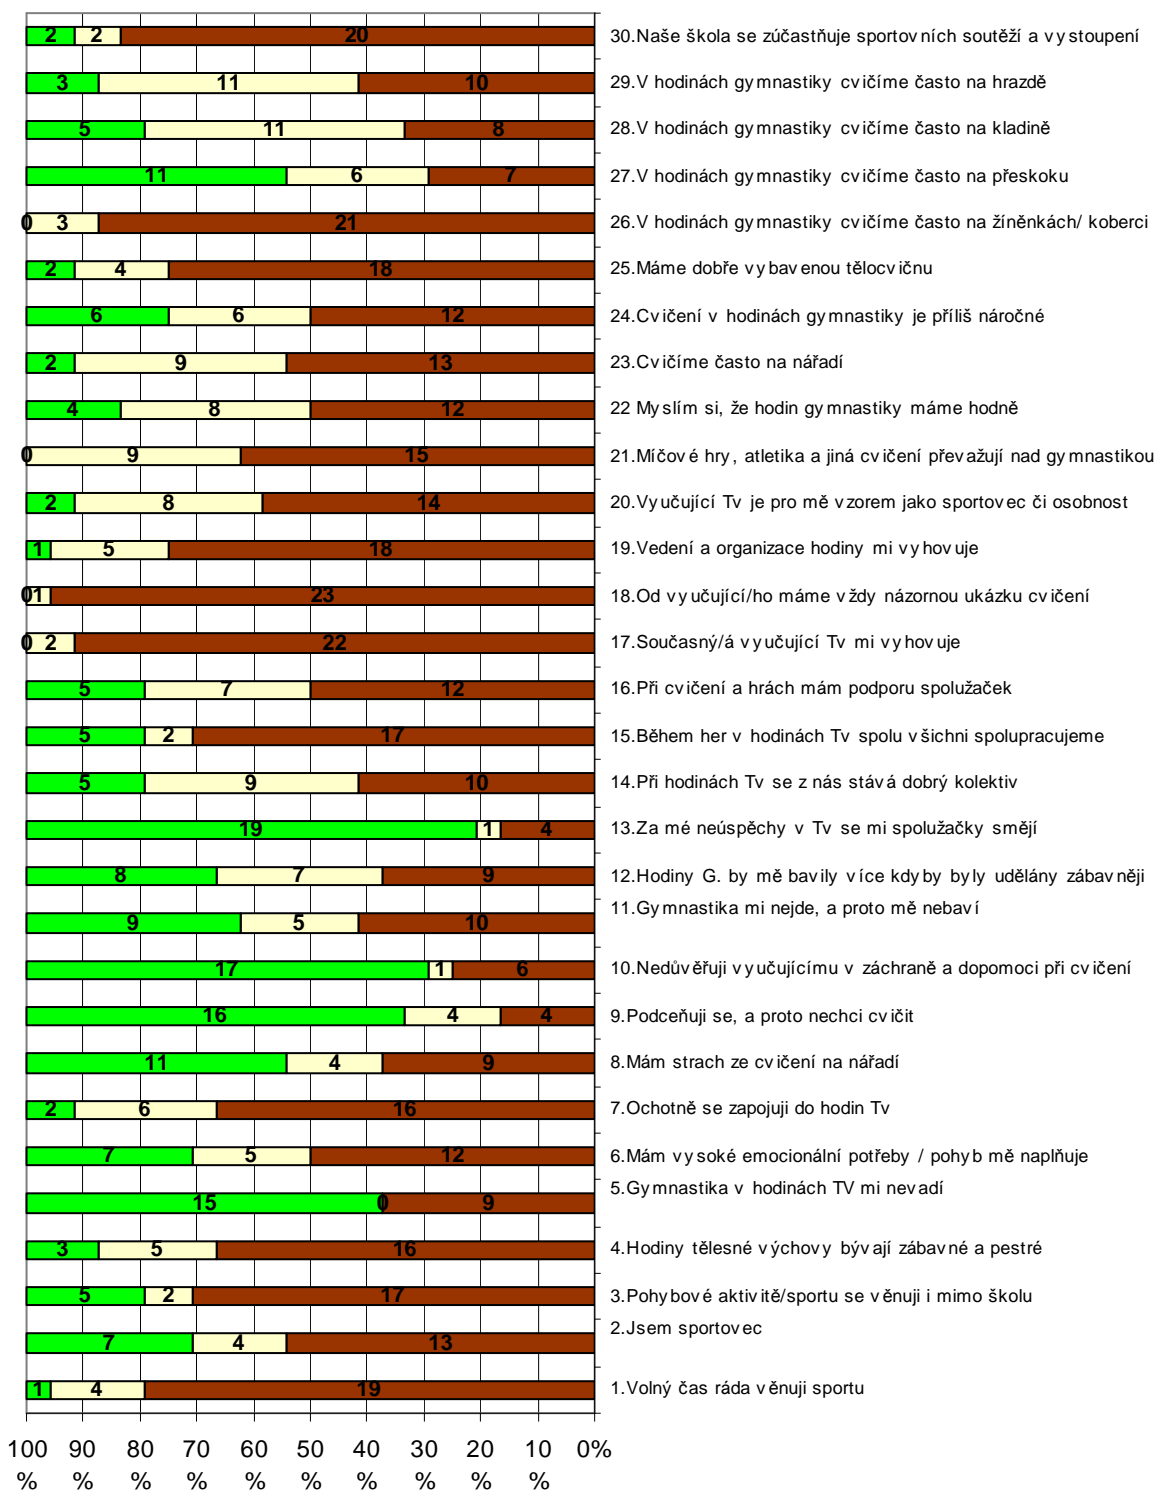 2 2 20 30.Naše škola se zúčastňuje sportovních soutěží a vystoupení
3 11 10 29.V hodinách gymnastiky cvičíme často na hrazdě
5 11 8 28.V hodinách gymnastiky cvičíme často na kladině
11 6 7 27.V hodinách gymnastiky cvičíme často na přeskoku
0 3 21 26.V hodinách gymnastiky cvičíme často na žíněnkách/ koberci
2 4 18 25.Máme dobře vybavenou tělocvičnu
6 6 12 24.Cvičení v hodinách gymnastiky je příliš náročné
2 9 13 23.Cvičíme často na nářadí
4 8 12 22 Myslím si, že hodin gymnastiky máme hodně
0 9 15 21.Míčové hry, atletika a jiná cvičení převažují nad gymnastikou
2 8 14 20.Vyučující Tv je pro mě vzorem jako sportovec či osobnost
1 5 18 19.Vedení a organizace hodiny mi vyhovuje
0 1 23 18.Od vyučující/ho máme vždy názornou ukázku cvičení
0 2 22 17.Současný/á vyučující Tv mi vyhovuje
5 7 12 16.Při cvičení a hrách mám podporu spolužaček
5 2 17 15.Během her v hodinách Tv spolu všichni spolupracujeme
5 9 10 14.Při hodinách Tv se z nás stává dobrý kolektiv
19 1 4 13.Za mé neúspěchy v Tv se mi spolužačky smějí
8 7 9 12.Hodiny G. by mě bavily více kdyby byly udělány zábavněji
9 5 10 11.Gymnastika mi nejde, a proto mě nebaví
17 1 6 10.Nedůvěřuji vyučujícímu v záchraně a dopomoci při cvičení
16 4 4 9.Podceňuji se, a proto nechci cvičit
11 4 9 8.Mám strach ze cvičení na nářadí
2 6 16 7.Ochotně se zapojuji do hodin Tv
7 5 12 6.Mám vysoké emocionální potřeby / pohyb mě naplňuje
15 0 9 5.Gymnastika v hodinách TV mi nevadí
3 5 16 4.Hodiny tělesné výchovy bývají zábavné a pestré
5 2 17 3.Pohybové aktivitě/sportu se věnuji i mimo školu
7 4 13 2.Jsem sportovec
1 4 19 1.Volný čas ráda věnuji sportu
100 90 80 70 60 50 40 30 20 10 0%
% % % % % % % % % %